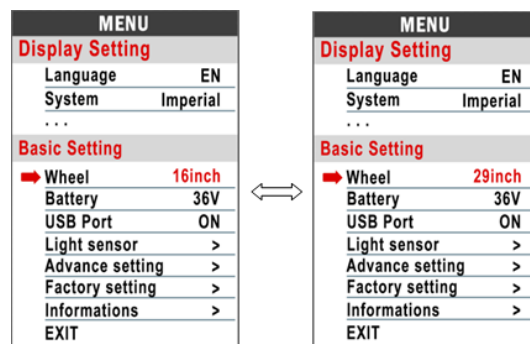 MENU
Display Setting
Language EN
System Imperial
...
Basic Setting
Wheel 16inch
Battery 36V
USB Port ON
Light sensor >
Advance setting >
Factory setting >
Informations >
EXIT
MENU
Display Setting
Language EN
System Imperial
...
Basic Setting
Wheel 29inch
Battery 36V
USB Port ON
Light sensor >
Advance setting >
Factory setting >
Informations >
EXIT